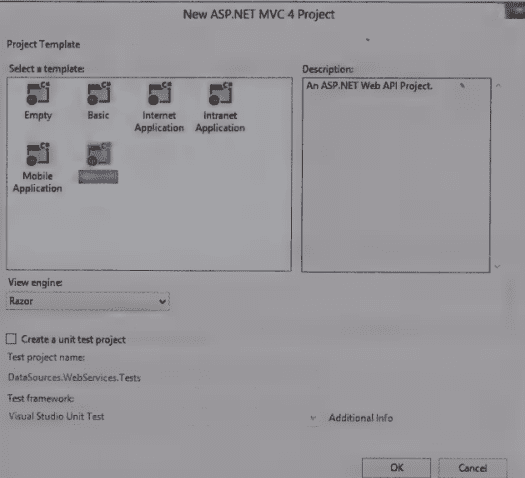 New ASP.NET MVC 4 Project
Project Template
Select a template:
Description:
C#
C#
C#
C#
An ASP.NET Web API Project.
Empty
Basic
Internet Application
Intranet Application
C#
C#
Mobile Application
View engine:
Razor
Create a unit test project
Test project name:
DataSources.WebServices.Tests
Test framework:
Visual Studio Unit Test
Additional Info
OK
Cancel